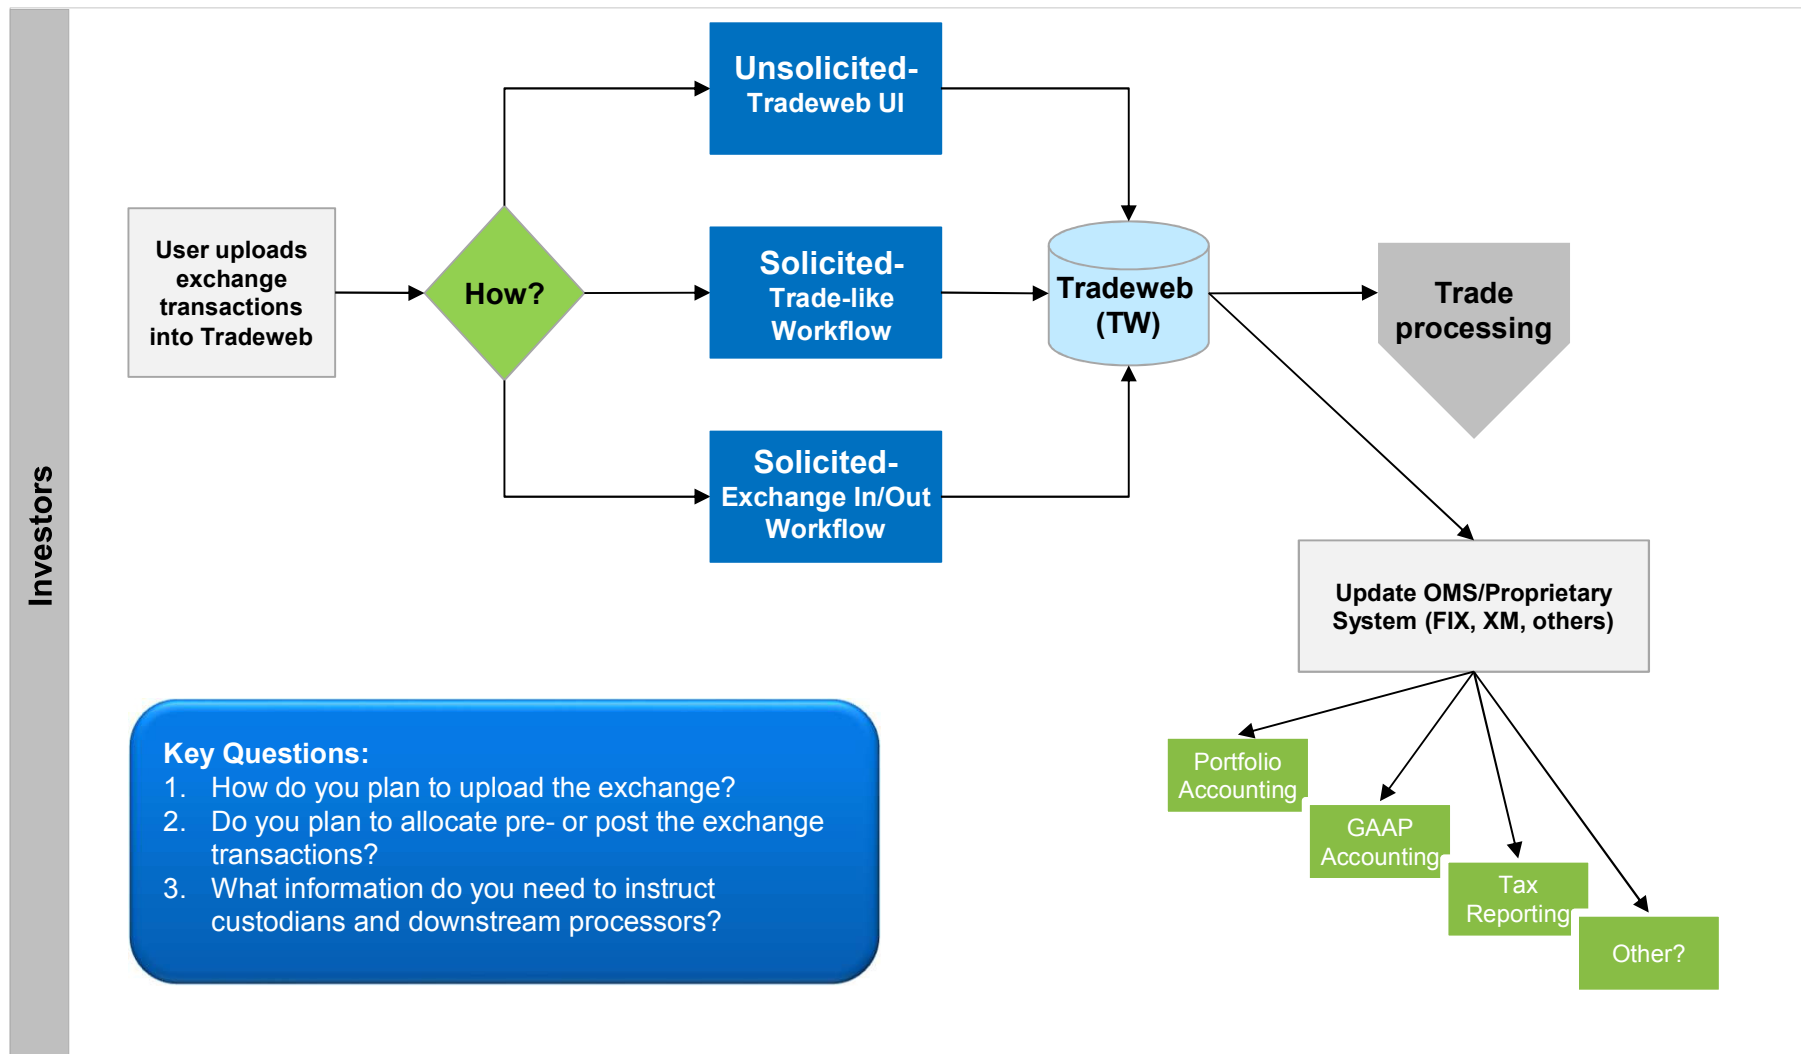 Investors
User uploads
exchange
transactions
into Tradeweb
How?
Unsolicited-
Tradeweb UI
Solicited-
Trade-like
Workflow
Solicited-
Exchange In/Out
Workflow
Tradeweb
(TW)
Trade
processing
Update OMS/Proprietary
System (FIX, XM, others)
Portfolio
Accounting
GAAP
Accounting
Tax
Reporting
Other?
Key Questions:
1. How do you plan to upload the exchange?
2. Do you plan to allocate pre- or post the exchange
transactions?
3. What information do you need to instruct
custodians and downstream processors?